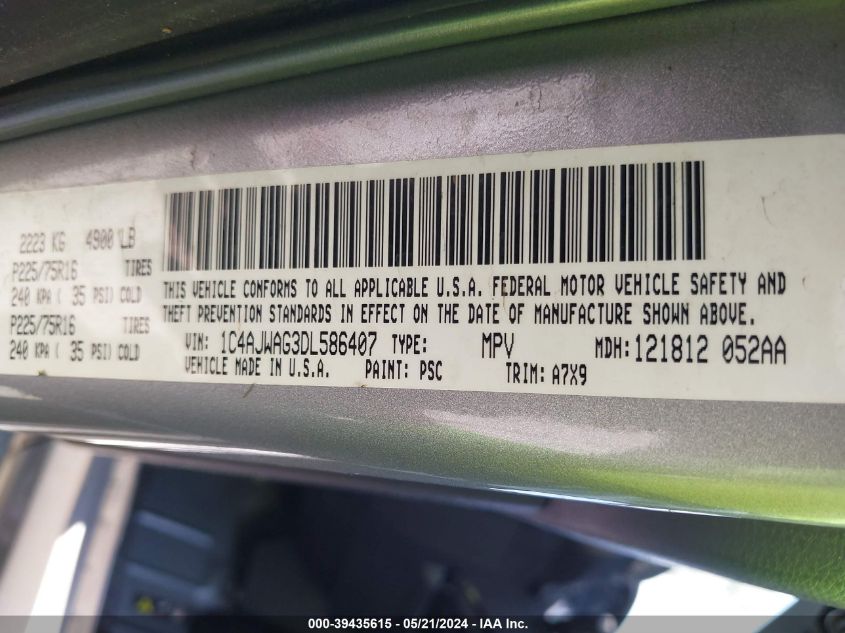 2223 KG 4900 LB
P225/75R16 TIRES
240 KPA ( 35 PSI) COLD
P225/75R16 TIRES
240 KPA ( 35 PSI) COLD
THIS VEHICLE CONFORMS TO ALL APPLICABLE U.S.A. FEDERAL MOTOR VEHICLE SAFETY AND
THEFT PREVENTION STANDARDS IN EFFECT ON THE DATE OF MANUFACTURE SHOWN ABOVE.
VIN: 1C4AJWAG3DL586407 TYPE: MPV MDH: 121812 052AA
VEHICLE MADE IN U.S.A. PAINT: PSC TRIM: A7X9
000-39435615 - 05/21/2024 - IAA Inc.